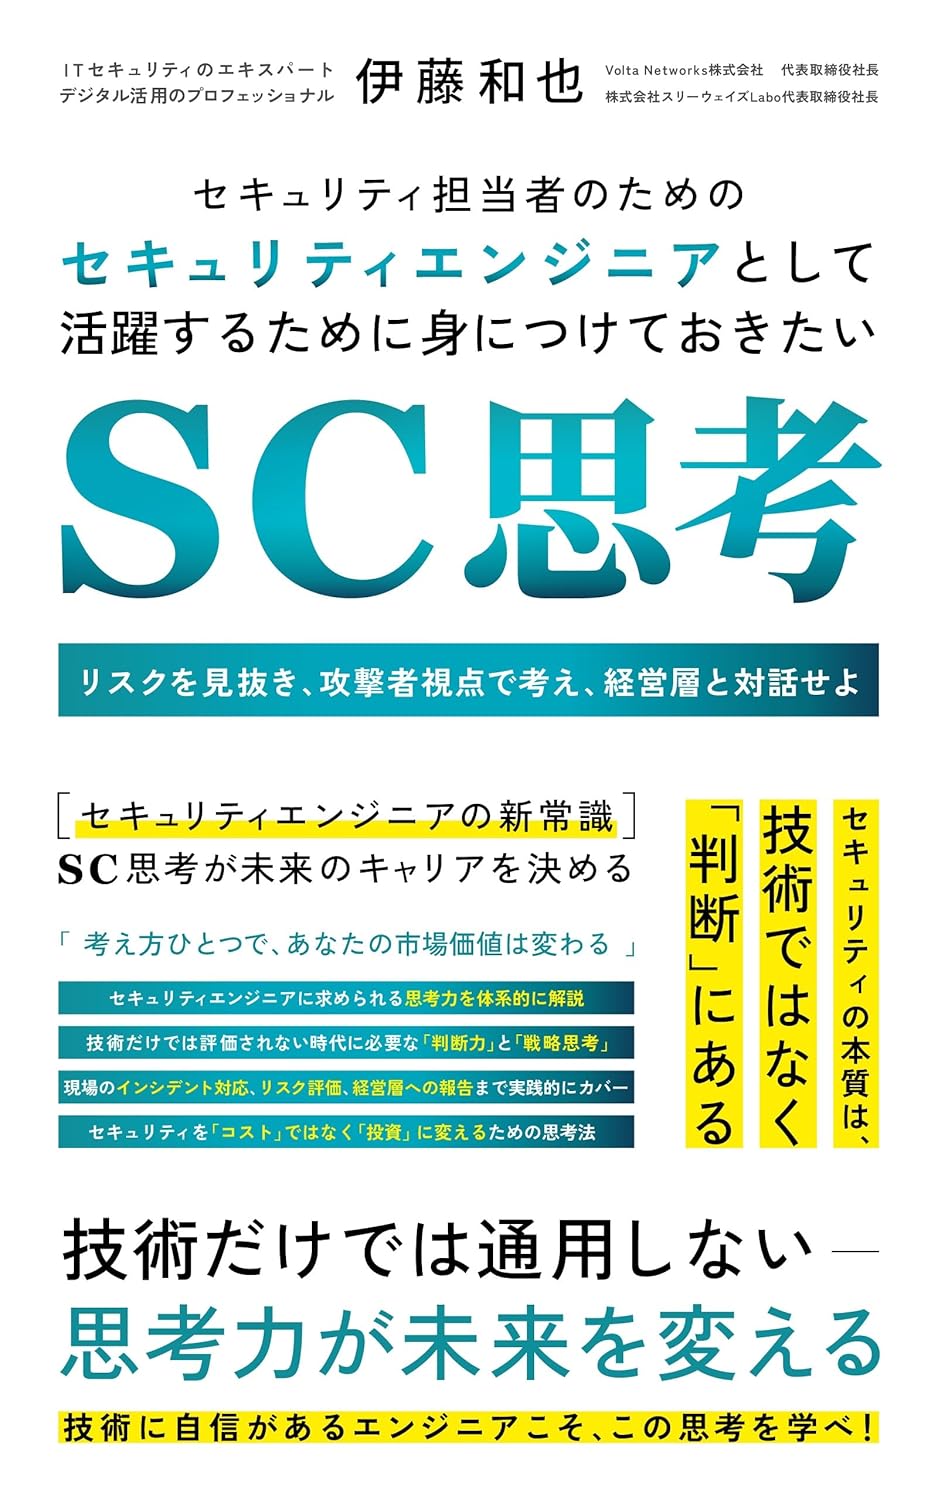 ITセキュリティのエキスパート
デジタル活用のプロフェッショナル
伊藤和也
Volta Networks株式会社　代表取締役社長
株式会社スリーウェイズLabo代表取締役社長
セキュリティ担当者のための
セキュリティエンジニアとして
活躍するために身につけておきたい
SC思考
リスクを見抜き、攻撃者視点で考え、経営層と対話せよ
[セキュリティエンジニアの新常識]
SC思考が未来のキャリアを決める
「 考え方ひとつで、あなたの市場価値は変わる 」
セキュリティエンジニアに求められる思考力を体系的に解説
技術だけでは評価されない時代に必要な「判断力」と「戦略思考」
現場のインシデント対応、リスク評価、経営層への報告まで実践的にカバー
セキュリティを「コスト」ではなく「投資」に変えるための思考法
セキュリティの本質は、
技術ではなく
「判断」にある
技術だけでは通用しない―
思考力が未来を変える
技術に自信があるエンジニアこそ、この思考を学べ！